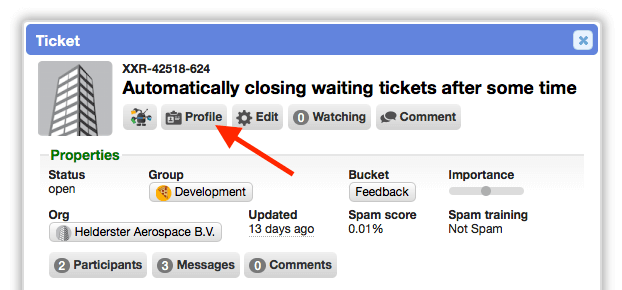 Ticket
XXR-42518-624
Automatically closing waiting tickets after some time
Profile Edit 0 Watching Comment
Properties
Status Group Bucket Importance
open Development Feedback
Org Updated Spam score Spam training
Helderster Aerospace B.V. 13 days ago 0.01% Not Spam
2 Participants 3 Messages 0 Comments